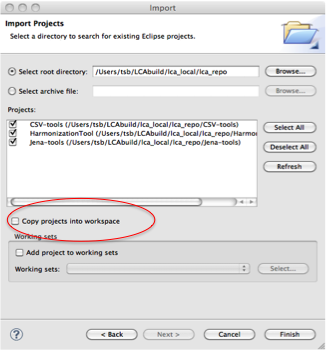 Import
Import Projects
Select a directory to search for existing Eclipse projects.
Select root directory: /Users/tsb/LCAbuild/lca_local/lca_repo Browse...
Select archive file: Browse...
Projects:
CSV-tools (/Users/tsb/LCAbuild/lca_local/lca_repo/CSV-tools) Select All
HarmonizationTool (/Users/tsb/LCAbuild/lca_local/lca_repo/Harmo
Jena-tools (/Users/tsb/LCAbuild/lca_local/lca_repo/Jena-tools) Deselect All
Refresh
Copy projects into workspace
Working sets
Add project to working sets
Working sets: Select...
? < Back Next > Cancel Finish